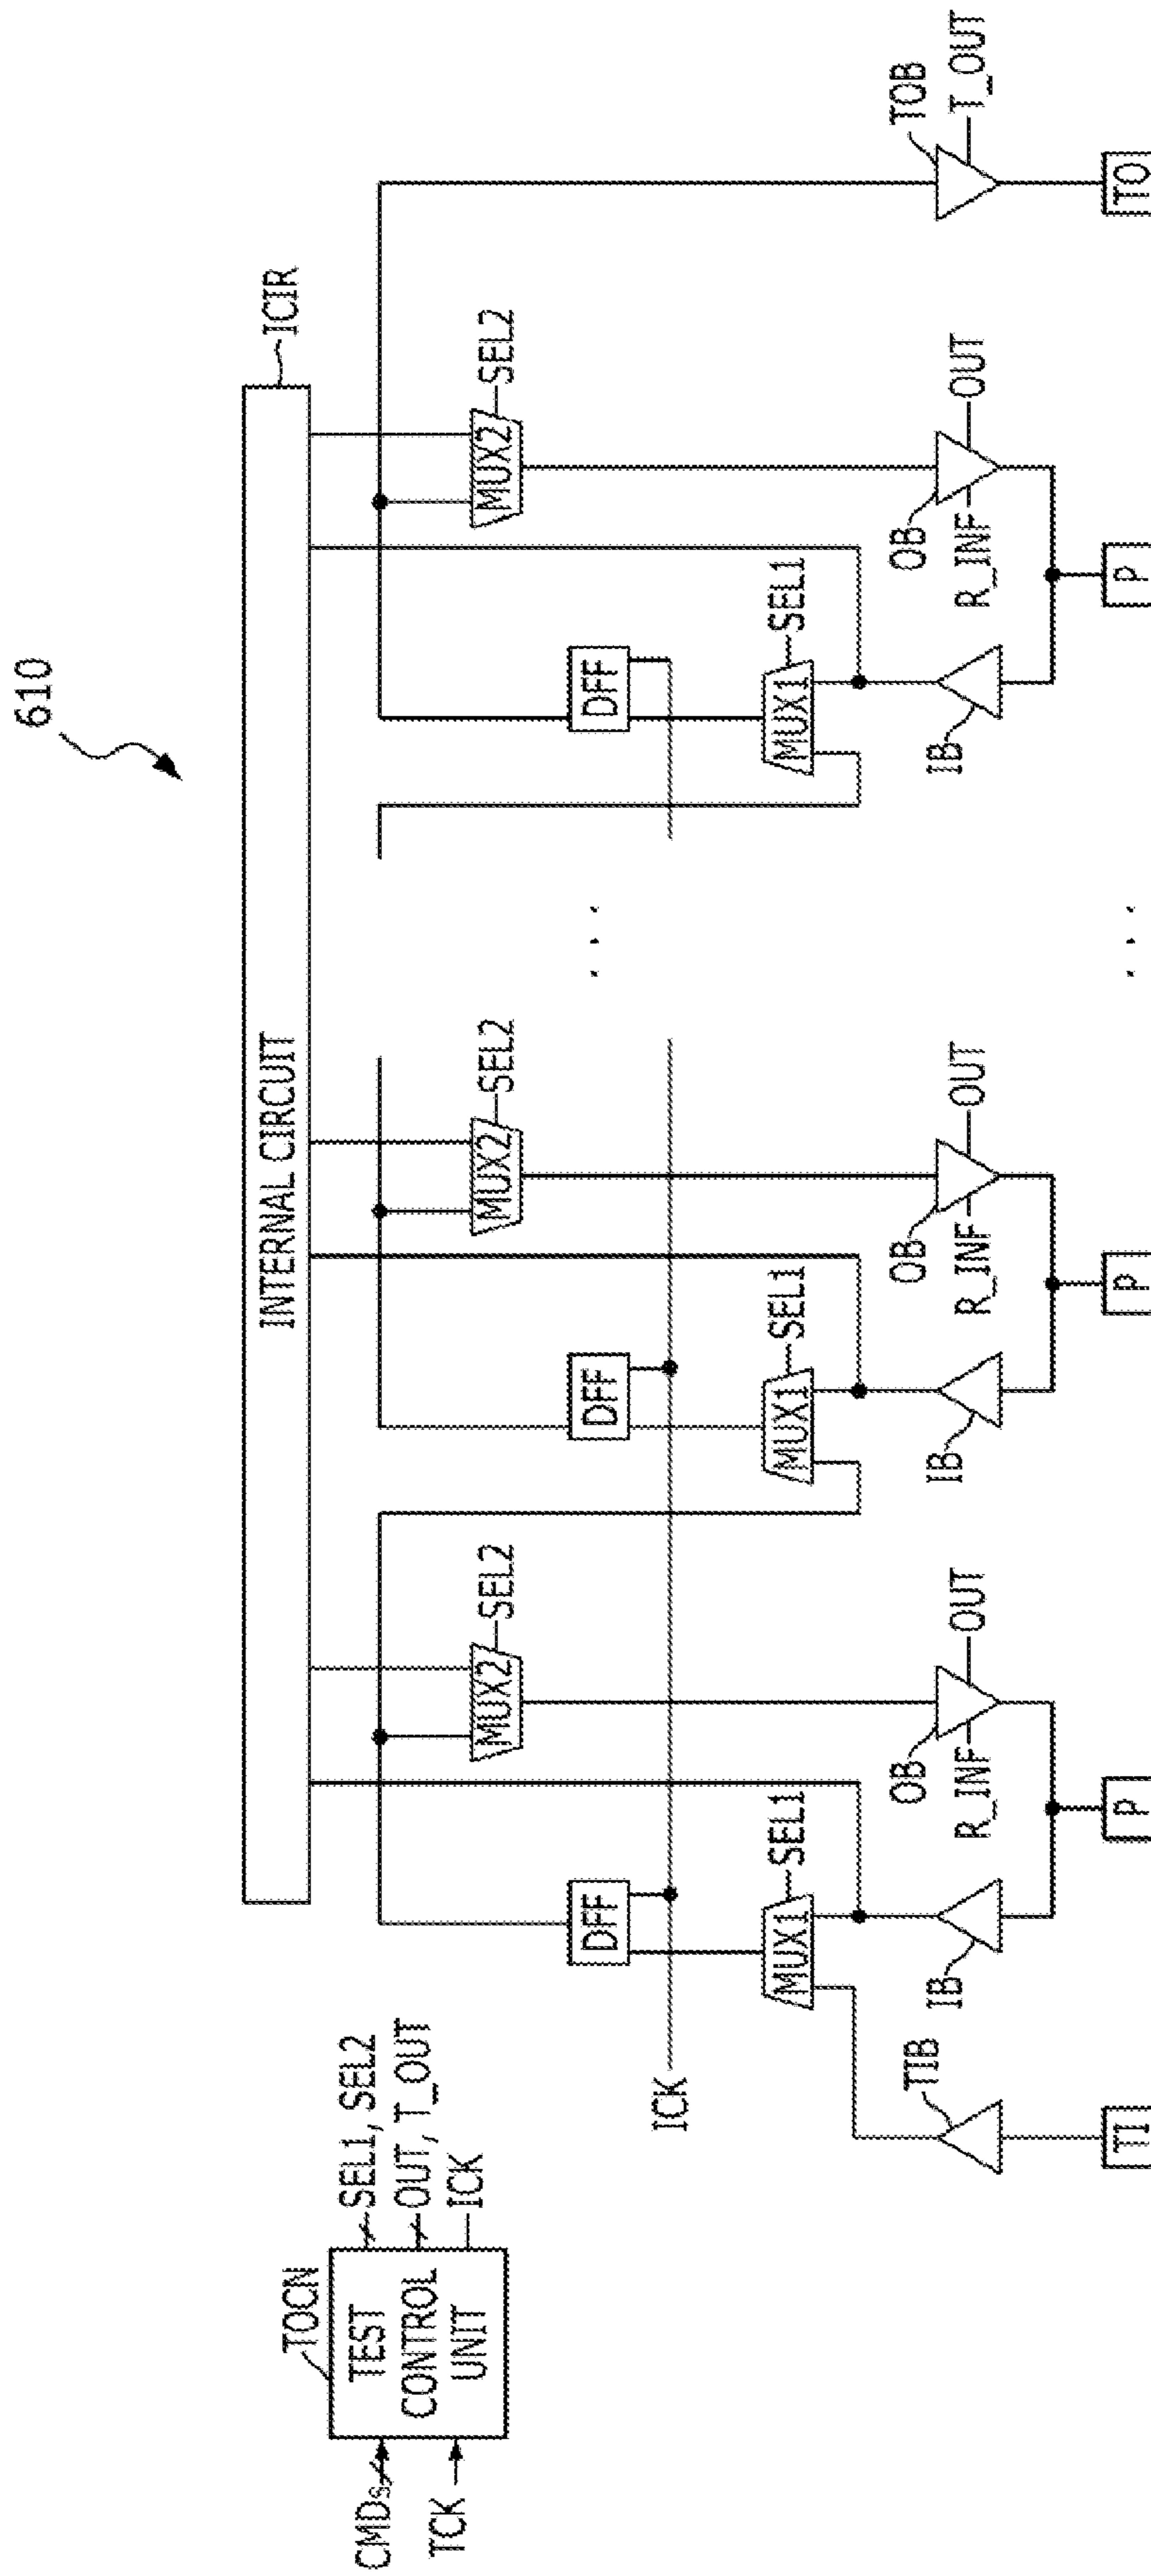 610
TOCN
TEST
CONTROL
UNIT
CMDs
TCK
SEL1, SEL2
OUT, T_OUT
ICK
INTERNAL CIRCUIT
ICIR
MUX2
SEL2
MUX2
SEL2
MUX2
SEL2
DFF
DFF
DFF
ICK
MUX1
SEL1
MUX1
SEL1
MUX1
SEL1
TIB
IB
OB
R_INF
OUT
IB
OB
R_INF
OUT
IB
OB
R_INF
OUT
TOB
T_OUT
TI
P
P
. . .
P
TO